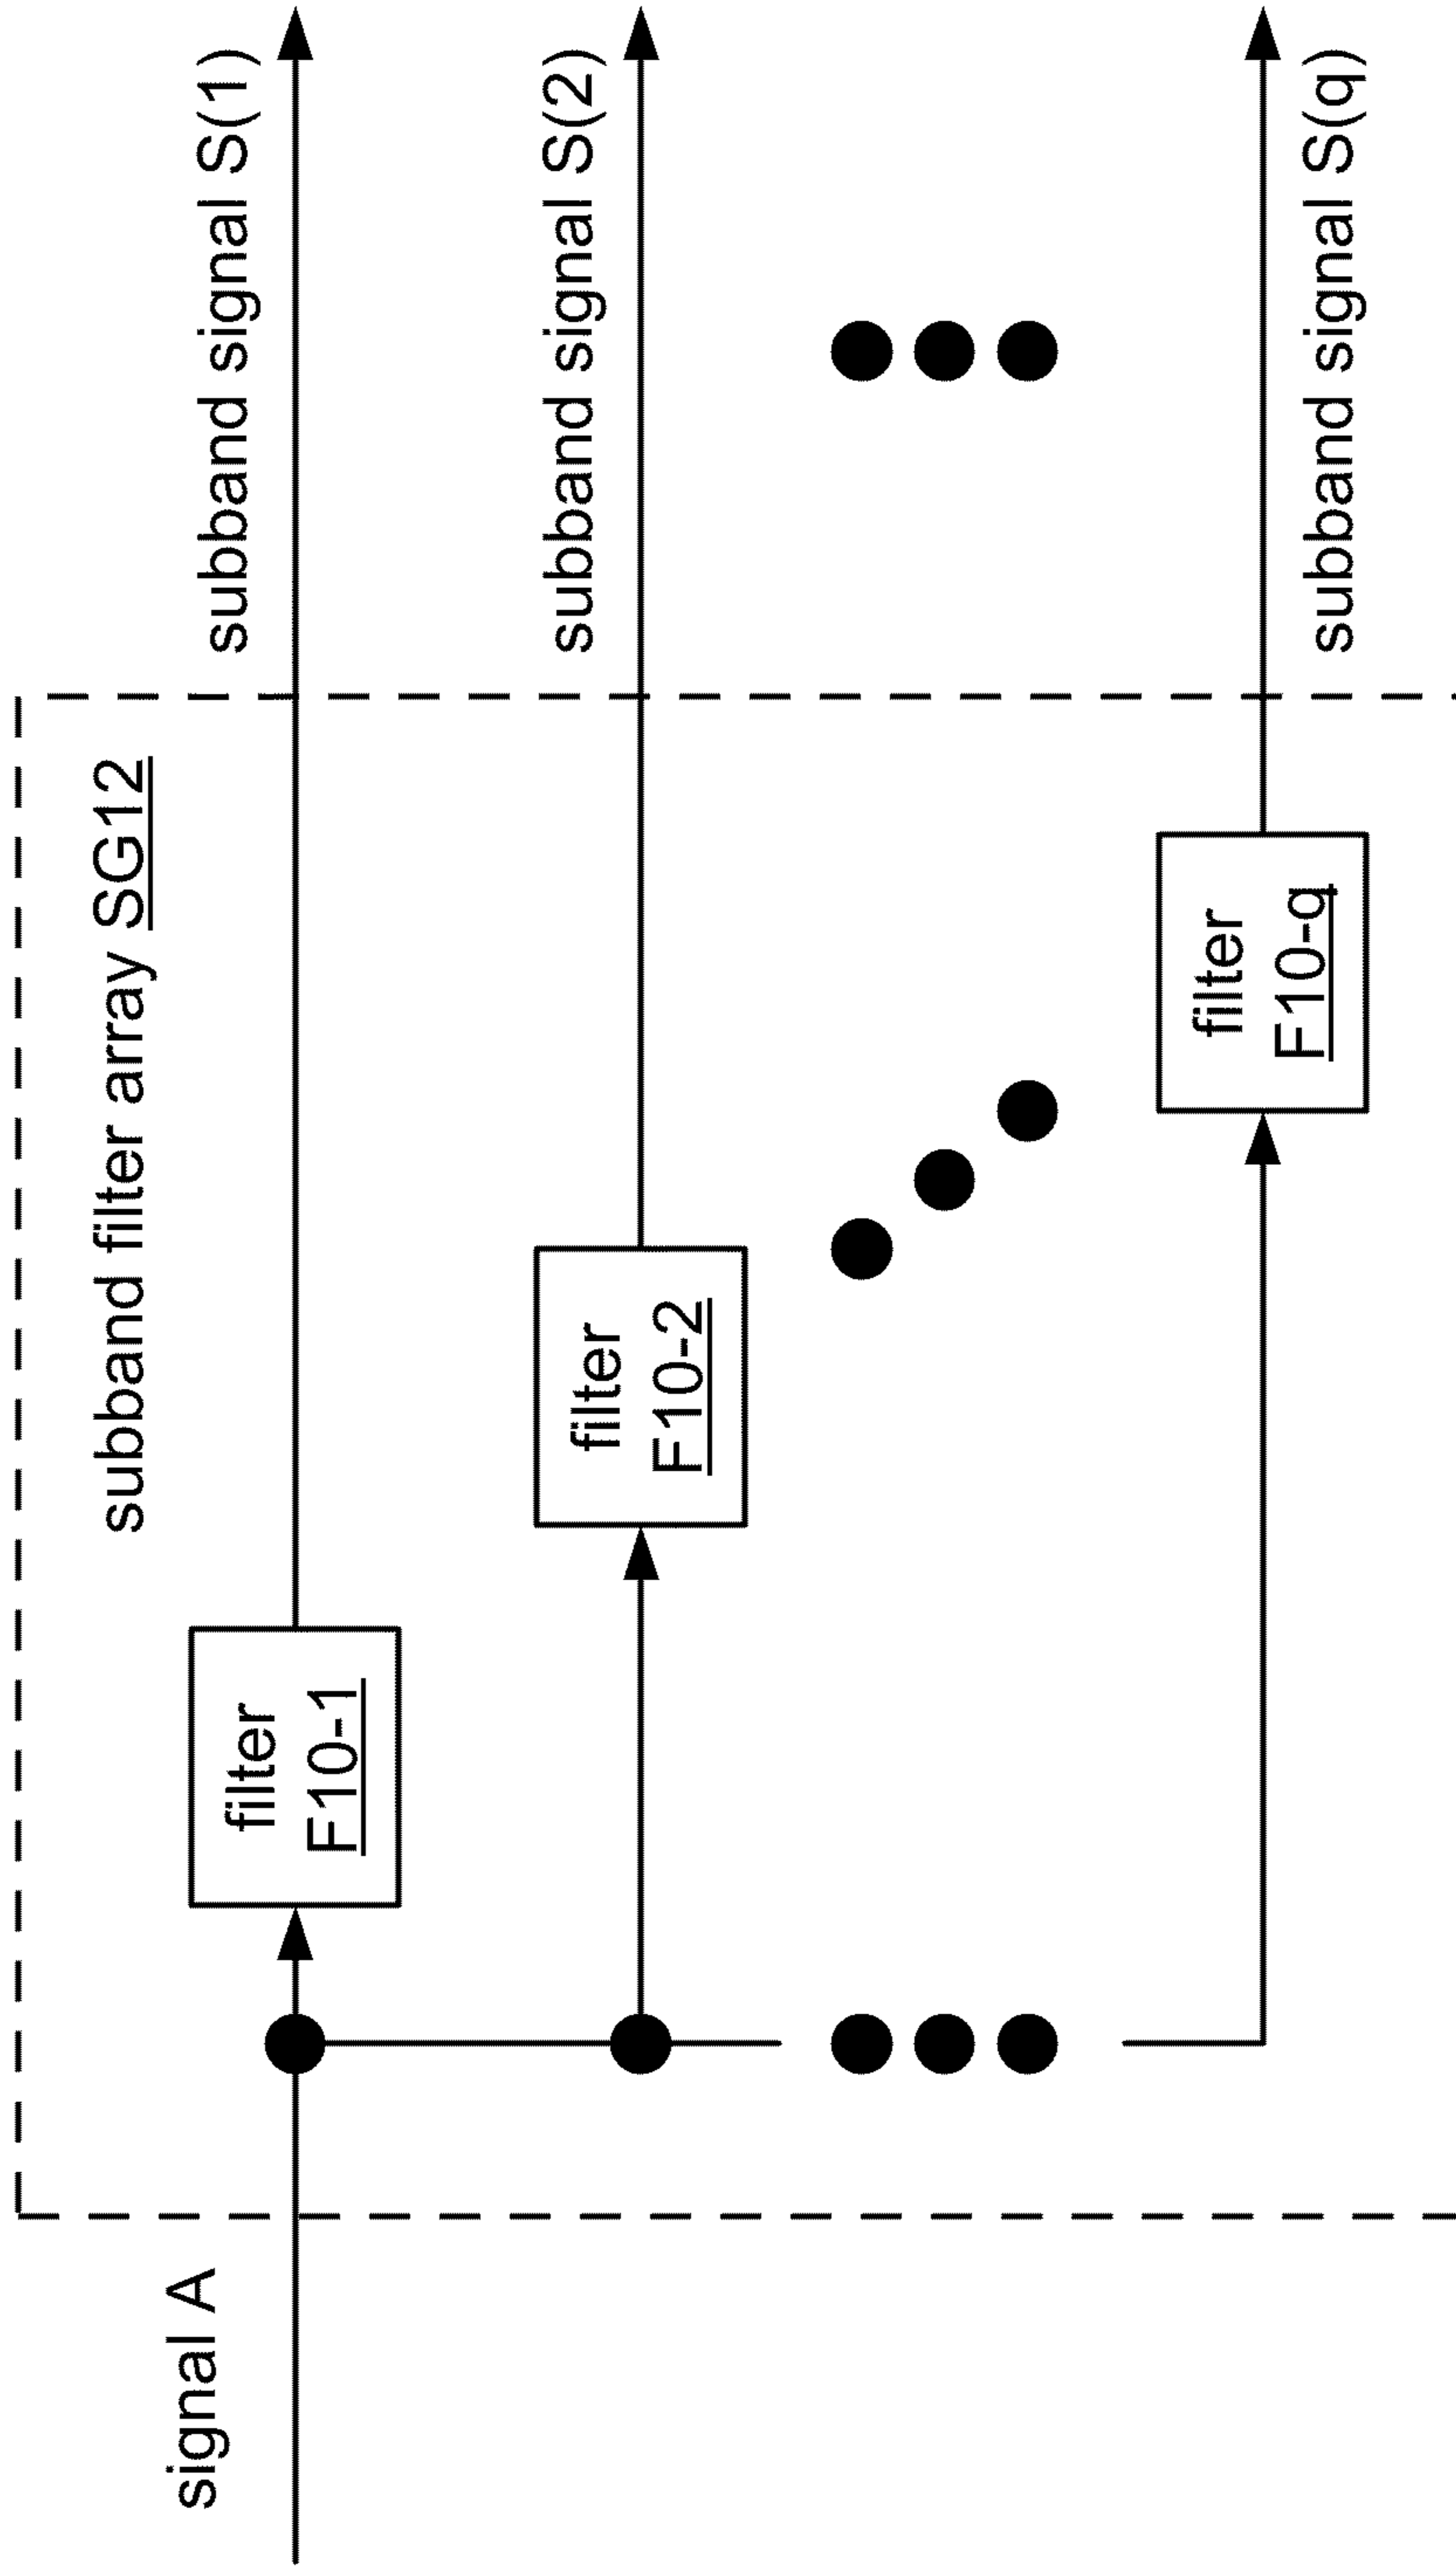 subband filter array SG12
signal A
filter
F10-1
subband signal S(1)
filter
F10-2
subband signal S(2)
filter
F10-q
subband signal S(q)